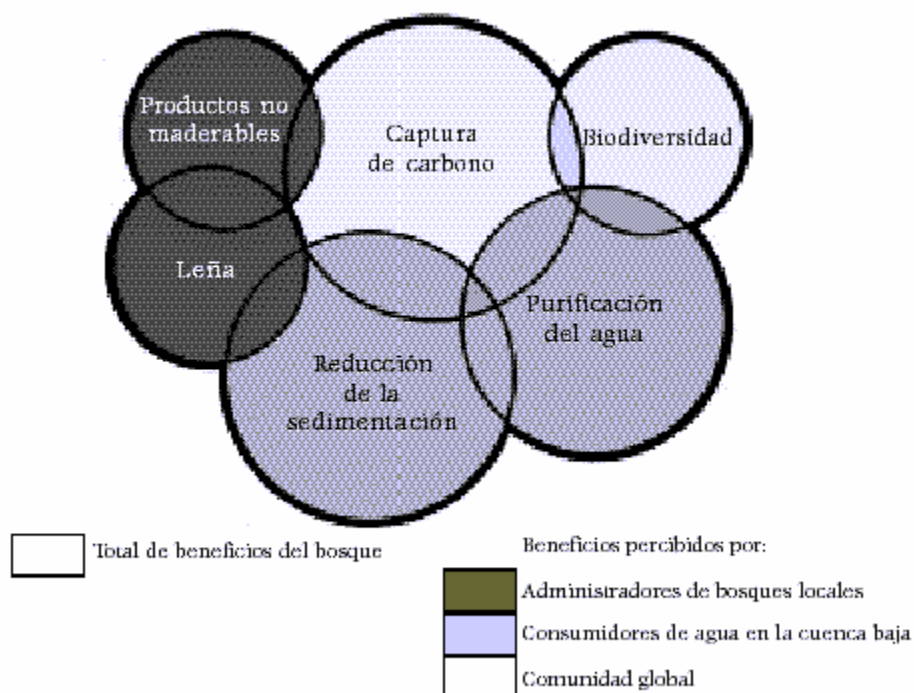 Productos no
maderables
Captura
de carbono
Biodiversidad
Leña
Purificación
del agua
Reducción
de la
sedimentación
Total de beneficios del bosque
Beneficios percibidos por:
Administradores de bosques locales
Consumidores de agua en la cuenca baja
Comunidad global